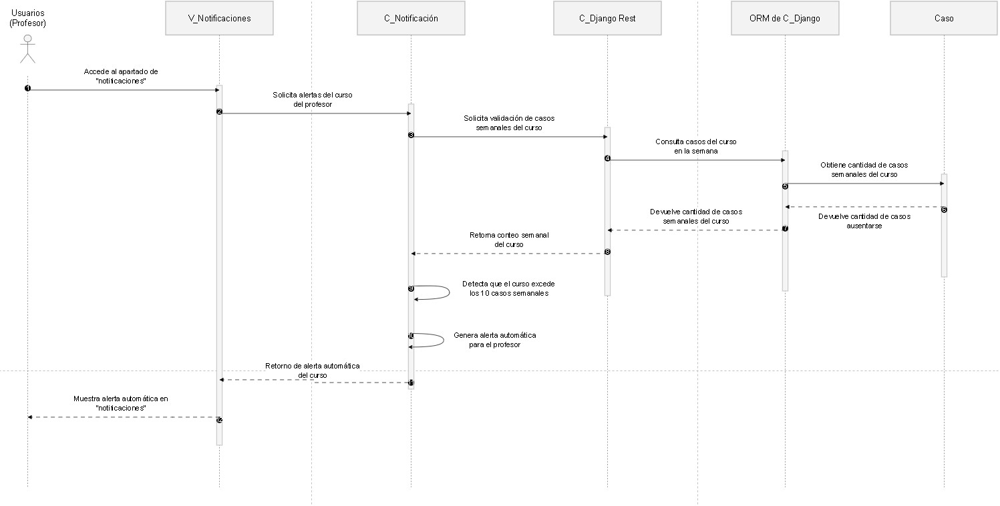 Usuarios
(Profesor)
V_Notificaciones
C_Notificación
C_Django Rest
ORM de C_Django
Caso
Accede al apartado de
"notificaciones"
1
Solicita alertas del curso
del profesor
2
Solicita validación de casos
semanales del curso
3
Consulta casos del curso
en la semana
4
Obtiene cantidad de casos
semanales del curso
5
Devuelve cantidad de casos
ausentarse
6
Devuelve cantidad de casos
semanales del curso
7
Retorna conteo semanal
del curso
8
Detecta que el curso excede
los 10 casos semanales
9
Genera alerta automática
para el profesor
10
Retorno de alerta automática
del curso
11
Muestra alerta automática en
"notificaciones"
12